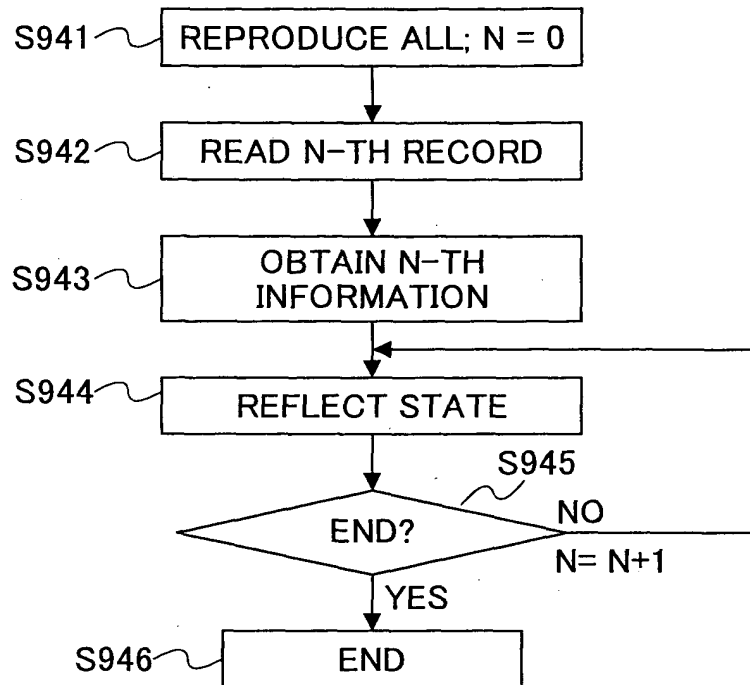 S941
REPRODUCE ALL; N = 0
S942
READ N-TH RECORD
S943
OBTAIN N-TH
INFORMATION
S944
REFLECT STATE
S945
END?
NO
N= N+1
YES
S946
END